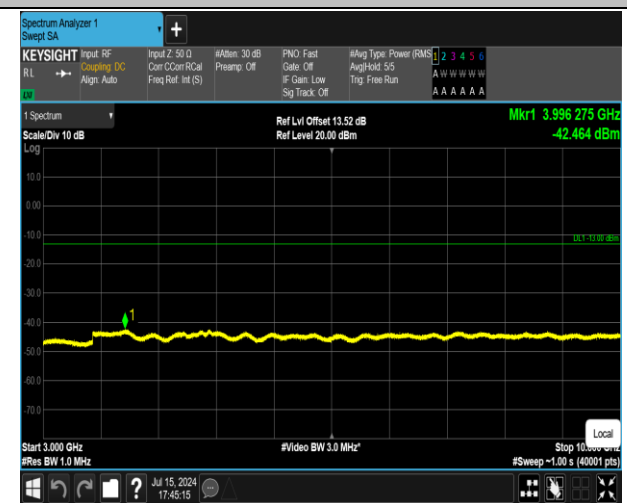 Spectrum Analyzer 1
Swept SA
+
KEYSIGHT Input: RF Input Z: 50 Ω #Atten: 30 dB PNO: Fast #Avg Type: Power (RMS 1 2 3 4 5 6
RL Coupling: DC Corr CCorr RCal Preamp: Off Gate: Off Avg|Hold: 5/5 A W W W W W
Align: Auto Freq Ref: Int (S) IF Gain: Low Trig: Free Run
Sig Track: Off A A A A A A
1 Spectrum Ref Lvl Offset 13.52 dB Mkr1 3.996 275 GHz
Scale/Div 10 dB Ref Level 20.00 dBm -42.464 dBm
Log
10.0
0.00
-10.0
DL1 -13.00 dBm
-20.0
-30.0
-40.0
1
-50.0
-60.0
-70.0
Local
Start 3.000 GHz #Video BW 3.0 MHz* Stop 10.000 GHz
#Res BW 1.0 MHz #Sweep ~1.00 s (40001 pts)
? Jul 15, 2024
17:45:15